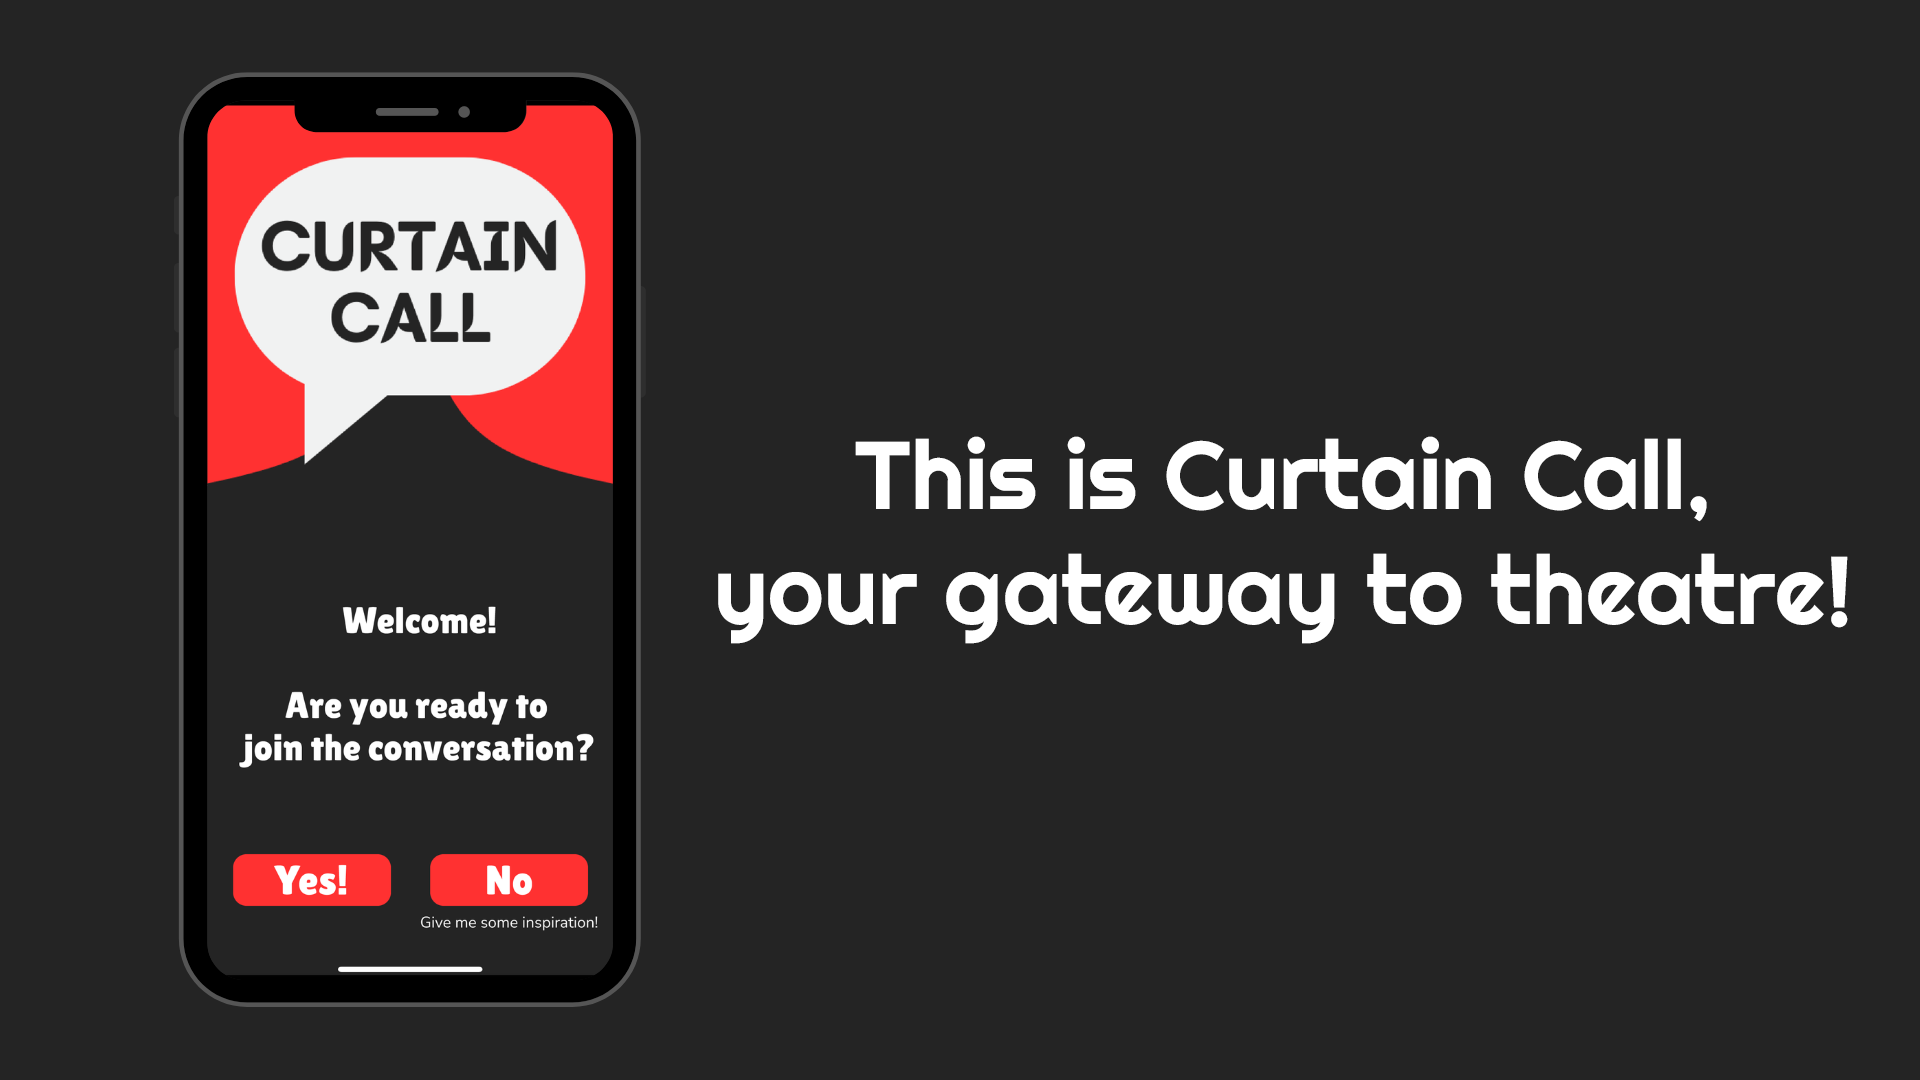 CURTAIN
CALL
Welcome!
Are you ready to
join the conversation?
Yes!
No
Give me some inspiration!
This is Curtain Call,
your gateway to theatre!